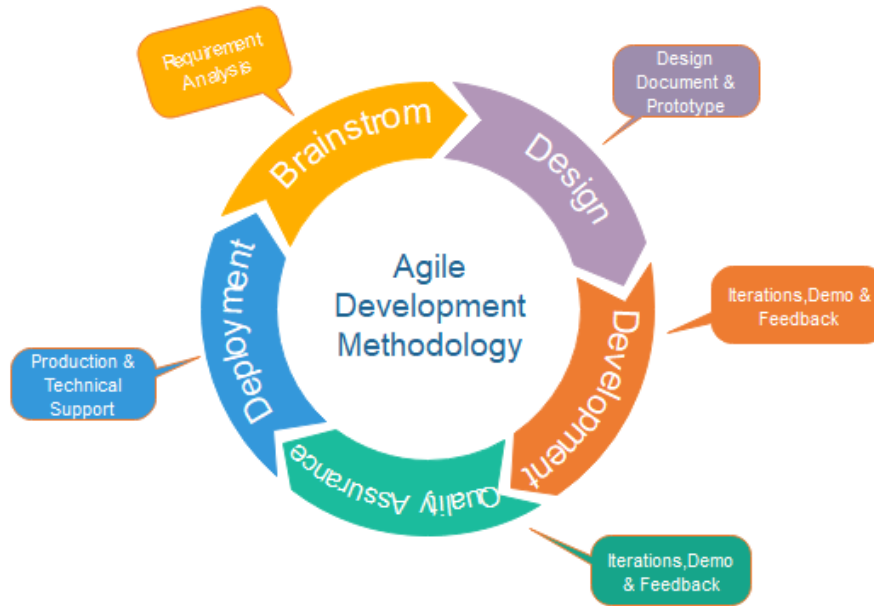 Requirement
Analysis
Brainstrom
Design
Document &
Prototype
Design
Agile
Development
Methodology
Iterations,Demo &
Feedback
Development
Deployment
Production &
Technical
Support
Quality Assurance
Iterations,Demo
& Feedback